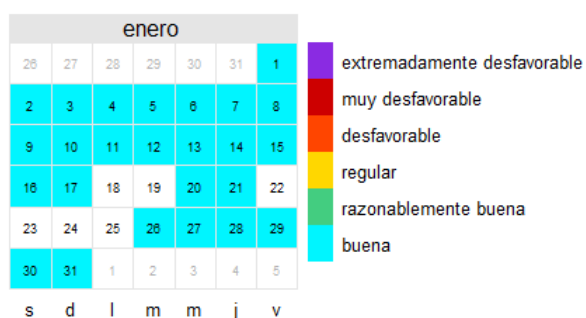 enero
26 27 28 29 30 31 1
2 3 4 5 6 7 8
9 10 11 12 13 14 15
16 17 18 19 20 21 22
23 24 25 26 27 28 29
30 31 1 2 3 4 5
s d l m m j v
extremadamente desfavorable
muy desfavorable
desfavorable
regular
razonablemente buena
buena